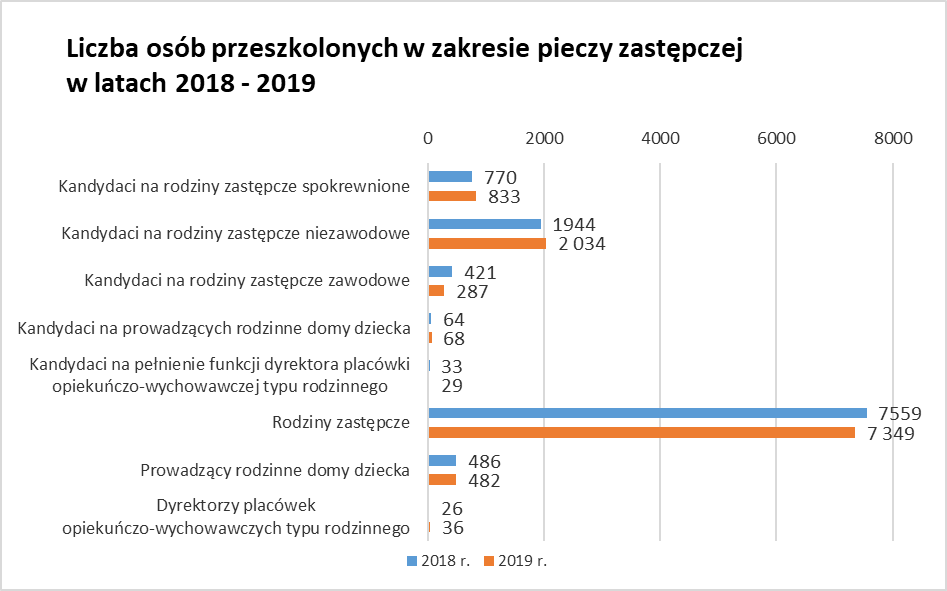 Liczba osób przeszkolonych w zakresie pieczy zastępczej
w latach 2018 - 2019
0 2000 4000 6000 8000
Kandydaci na rodziny zastępcze spokrewnione
770
833
Kandydaci na rodziny zastępcze niezawodowe
1944
2 034
Kandydaci na rodziny zastępcze zawodowe
421
287
Kandydaci na prowadzących rodzinne domy dziecka
64
68
Kandydaci na pełnienie funkcji dyrektora placówki
opiekuńczo-wychowawczej typu rodzinnego
33
29
Rodziny zastępcze
7559
7 349
Prowadzący rodzinne domy dziecka
486
482
Dyrektorzy placówek
opiekuńczo-wychowawczych typu rodzinnego
26
36
2018 r. 2019 r.